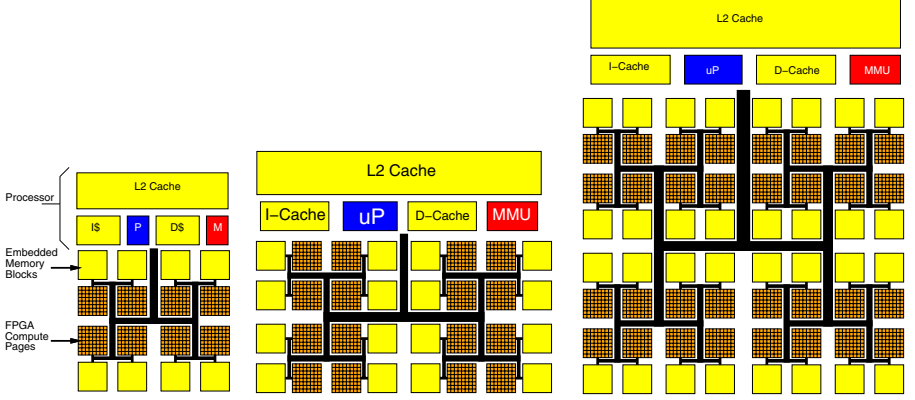 Processor
L2 Cache
I$
P
D$
M
Embedded
Memory
Blocks
FPGA
Compute
Pages
L2 Cache
I-Cache
uP
D-Cache
MMU
L2 Cache
I-Cache
uP
D-Cache
MMU